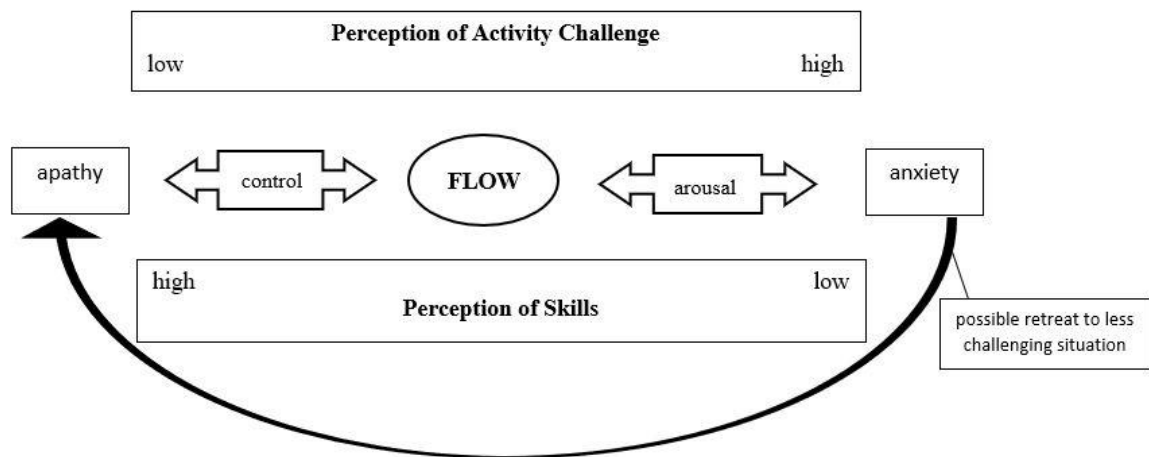 Perception of Activity Challenge
low high
apathy control FLOW arousal anxiety
high low
Perception of Skills
possible retreat to less
challenging situation